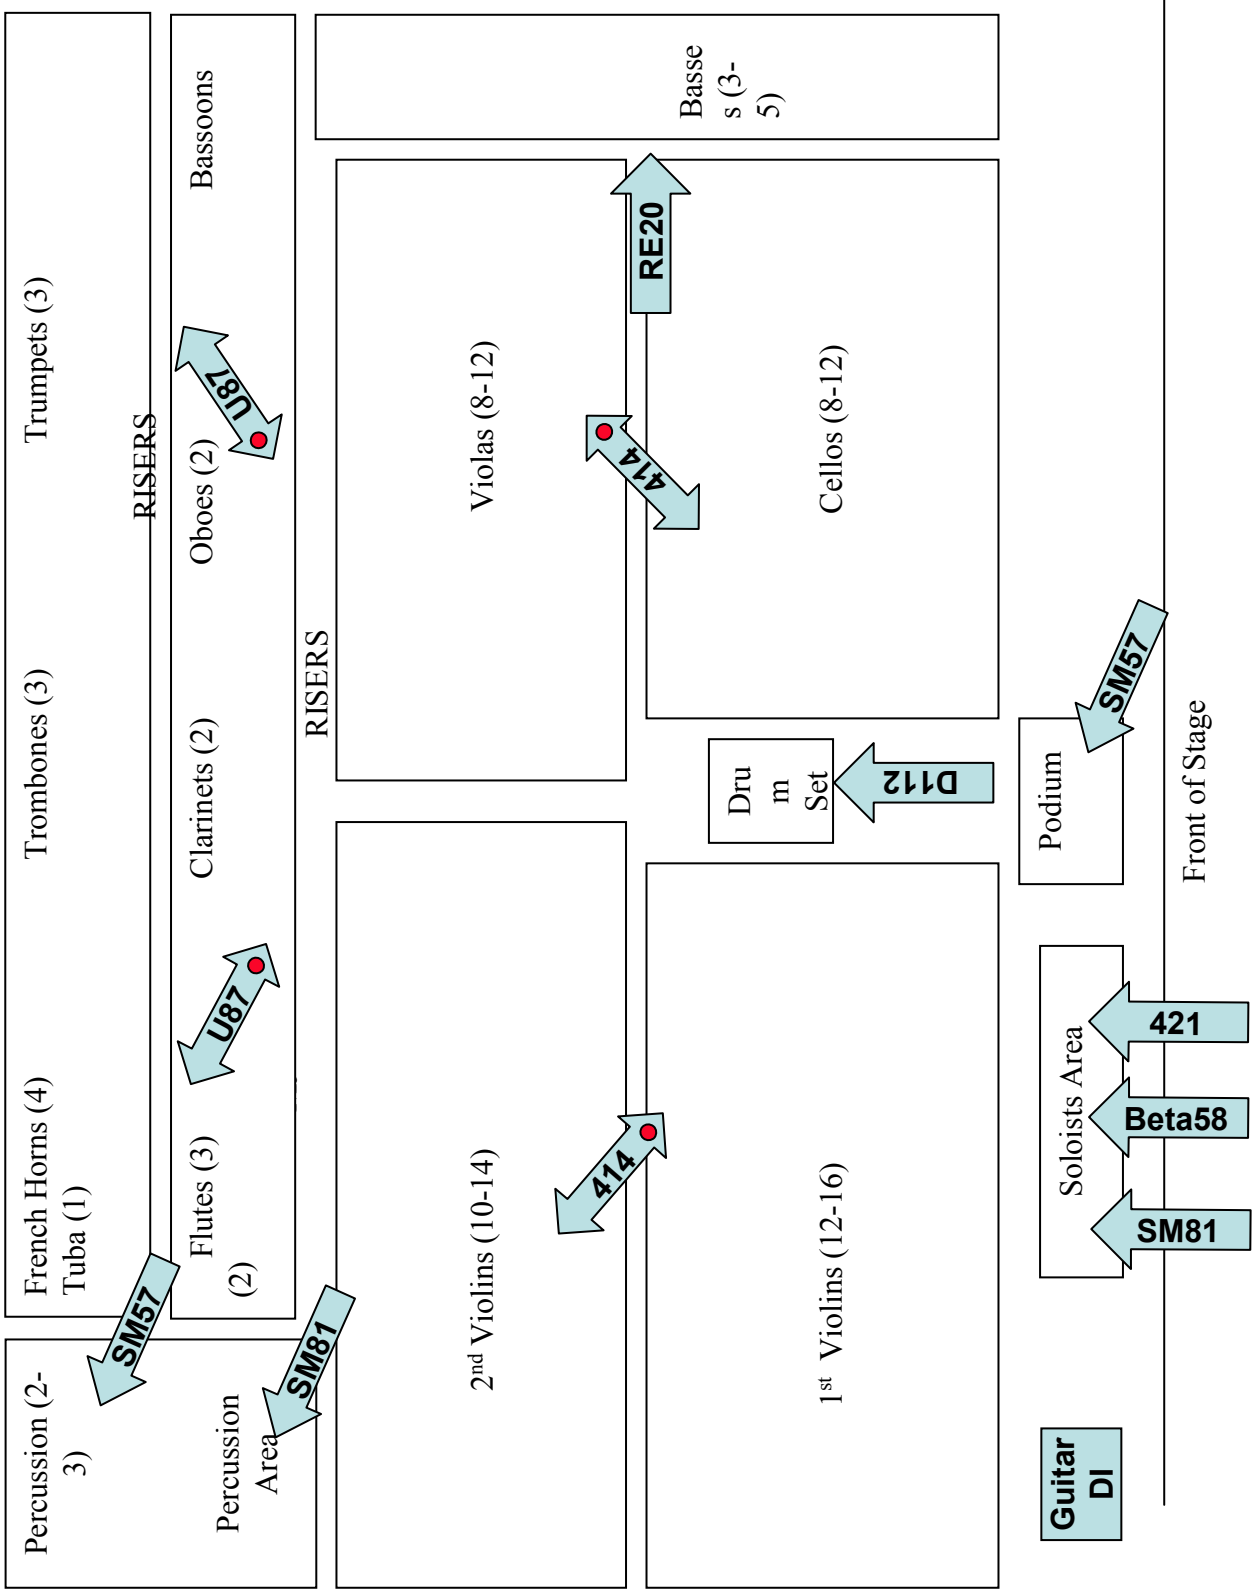 Percussion (2-
3)
French Horns (4)
Tuba (1)
Trombones (3)
Trumpets (3)
RISERS
SM57
Percussion
Area
Flutes (3)
(2)
U87
Clarinets (2)
Oboes (2)
U87
Bassoons
SM81
RISERS
2nd Violins (10-14)
Violas (8-12)
414
414
RE20
Basse
s (3-
5)
1st Violins (12-16)
Dru
m
Set
D112
Cellos (8-12)
Guitar
DI
Soloists Area
SM81
Beta58
421
Podium
SM57
Front of Stage